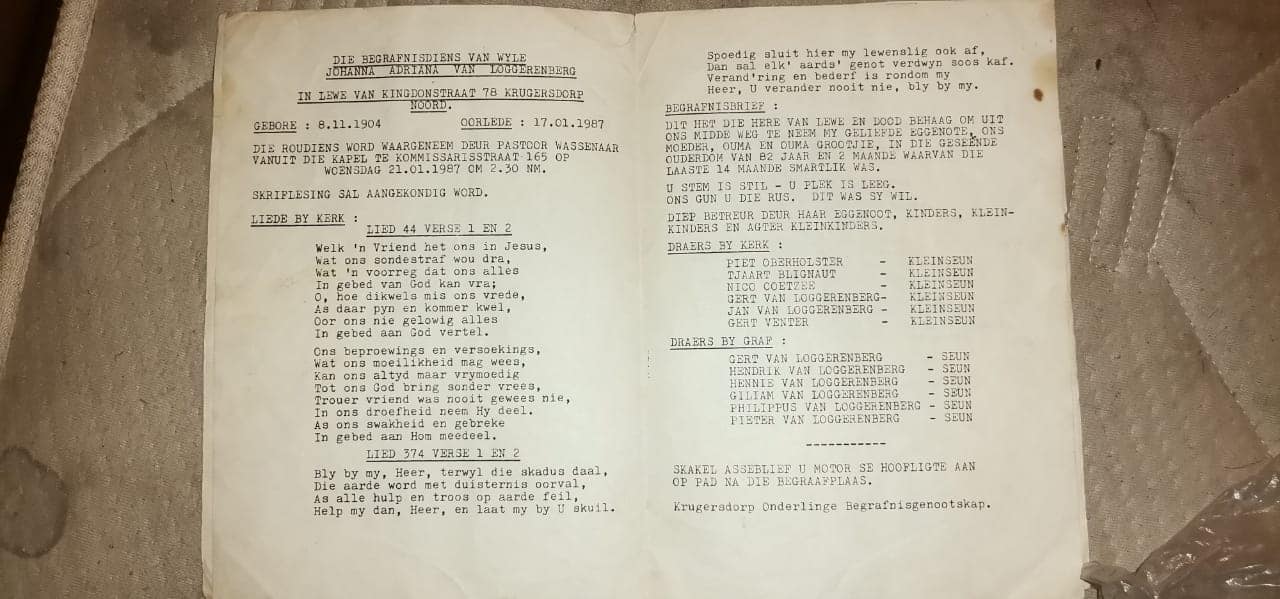 DIE BEGRAFNISDIENS VAN WYLE
JOHANNA ADRIANA VAN LOGGERENBERG
IN LEWE VAN KINGDONSTRAAT 78 KRUGERSDORP
NOORD.
GEBORE : 8.11.1904 OORLEDE : 17.01.1987
DIE ROUDIENS WORD WAARGENEEM DEUR PASTOOR WASSENAAR
VANUIT DIE KAPEL TE KOMMISSARISSTRAAT 165 OP
WOENSDAG 21.01.1987 OM 2.30 NM.
SKRIFLESING SAL AANGEKONDIG WORD.
LIEDE BY KERK :
LIED 44 VERSE 1 EN 2
Welk 'n Vriend het ons in Jesus,
Wat ons sondestraf wou dra,
Wat 'n voorreg dat ons alles
In gebed van God kan vra;
O, hoe dikwels mis ons vrede,
As daar pyn en kommer kwel,
Oor ons nie gelowig alles
In gebed aan God vertel.
Ons beproewings en versoekings,
Wat ons moeilikheid mag wees,
Kan ons altyd maar vrymoedig
Tot ons God bring sonder vrees,
Trouer vriend was nooit gewees nie,
In ons droefheid neem Hy deel.
As ons swakheid en gebreke
In gebed aan Hom meedeel.
LIED 374 VERSE 1 EN 2
Bly by my, Heer, terwyl die skadus daal,
Die aarde word met duisternis oorval,
As alle hulp en troos op aarde feil,
Help my dan, Heer, en laat my by U skuil.
Spoedig sluit hier my lewenslig ook af,
Dan sal elk' aards' genot verdwyn soos kaf.
Verand'ring en bederf is rondom my
Heer, U verander nooit nie, bly by my.
BEGRAFNISBRIEF :
DIT HET DIE HERE VAN LEWE EN DOOD BEHAAG OM UIT
ONS MIDDE WEG TE NEEM MY GELIEFDE EGGENOTE, ONS
MOEDER, OUMA EN OUMA GROOTJIE, IN DIE GESEENDE
OUDERDOM VAN 82 JAAR EN 2 MAANDE WAARVAN DIE
LAASTE 14 MAANDE SMARTLIK WAS.
U STEM IS STIL - U PLEK IS LEEG.
ONS GUN U DIE RUS. DIT WAS SY WIL.
DIEP BETREUR DEUR HAAR EGGENOOT, KINDERS, KLEIN-
KINDERS EN AGTER KLEINKINDERS.
DRAERS BY KERK :
PIET OBERHOLSTER - KLEINSEUN
TJAART BLIGNAUT - KLEINSEUN
NICO COETZEE - KLEINSEUN
GERT VAN LOGGERENBERG- KLEINSEUN
JAN VAN LOGGERENBERG - KLEINSEUN
GERT VENTER - KLEINSEUN
DRAERS BY GRAF :
GERT VAN LOGGERENBERG - SEUN
HENDRIK VAN LOGGERENBERG - SEUN
HENNIE VAN LOGGERENBERG - SEUN
GILIAM VAN LOGGERENBERG - SEUN
PHILIPPUS VAN LOGGERENBERG - SEUN
PIETER VAN LOGGERENBERG - SEUN
-----------
SKAKEL ASSEBLIEF U MOTOR SE HOOFLIGTE AAN
OP PAD NA DIE BEGRAAFPLAAS.
Krugersdorp Onderlinge Begrafnisgenootskap.